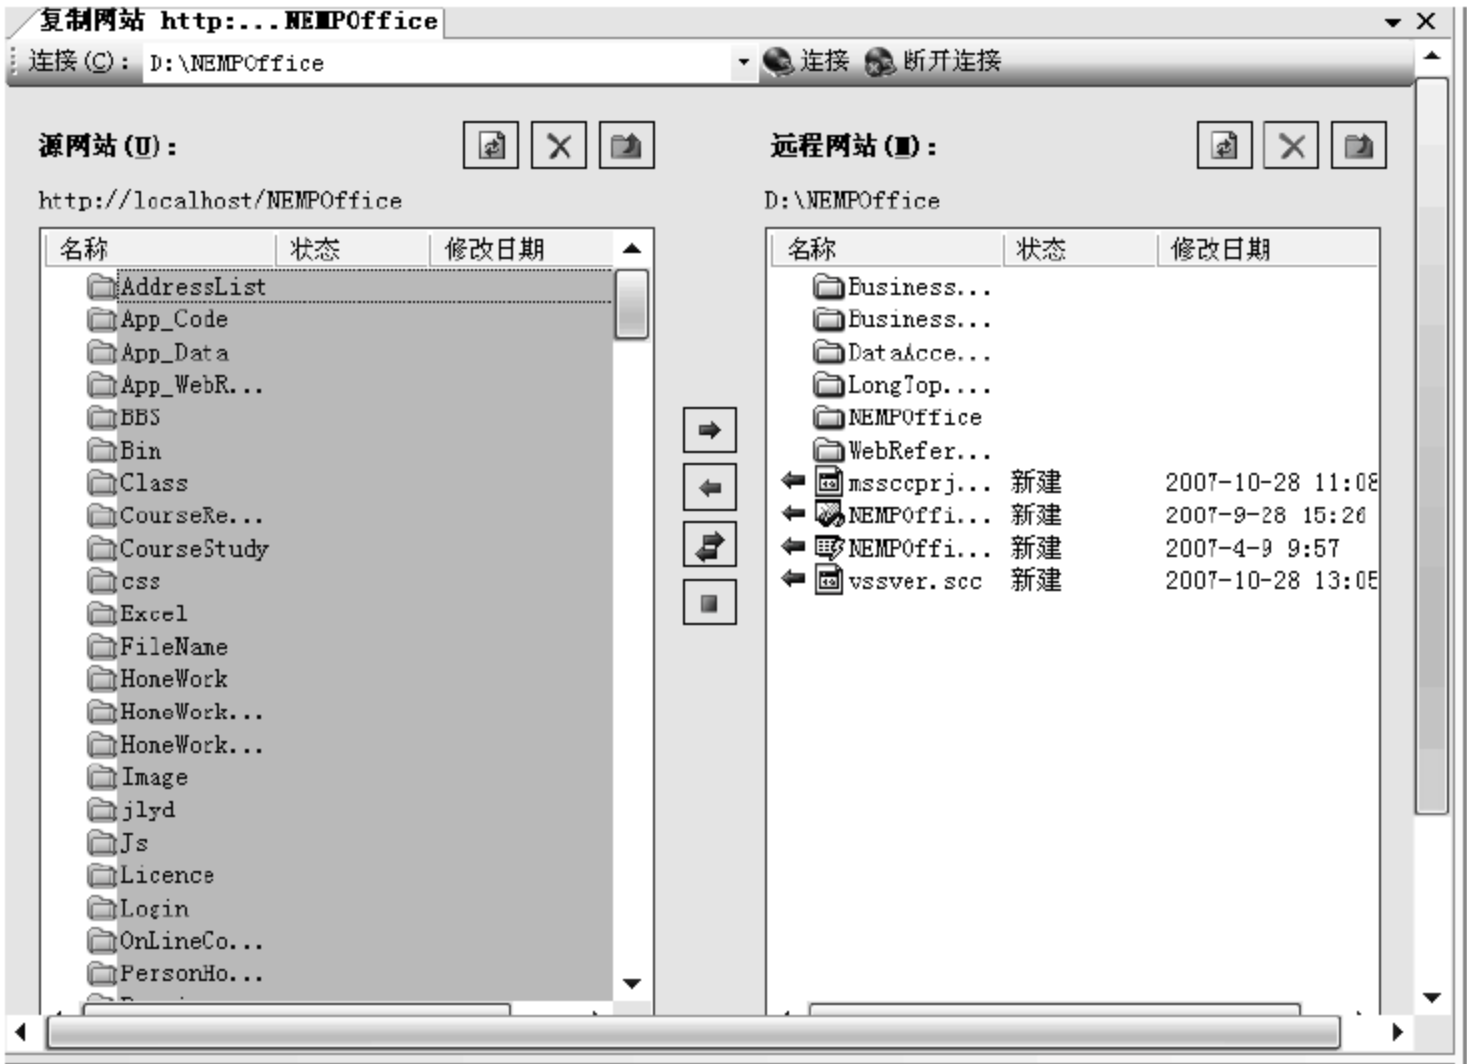 复制网站 http:...NEMPOffice
连接(C): D:\NEMPOffice 连接 断开连接
源网站(U):
http://localhost/NEMPOffice
名称 状态 修改日期
AddressList
App_Code
App_Data
App_WebR...
BBS
Bin
Class
CourseRe...
CourseStudy
css
Excel
FileName
HomeWork
HomeWork...
HomeWork...
Image
jlyd
Js
Licence
Login
OnLineCo...
PersonHo...
远程网站(M):
D:\NEMPOffice
名称 状态 修改日期
Business...
Business...
DataAcce...
LongTop....
NEMPOffice
WebRefer...
mssccprj... 新建 2007-10-28 11:08
NEMPOffi... 新建 2007-9-28 15:26
NEMPOffi... 新建 2007-4-9 9:57
vssver.scc 新建 2007-10-28 13:05